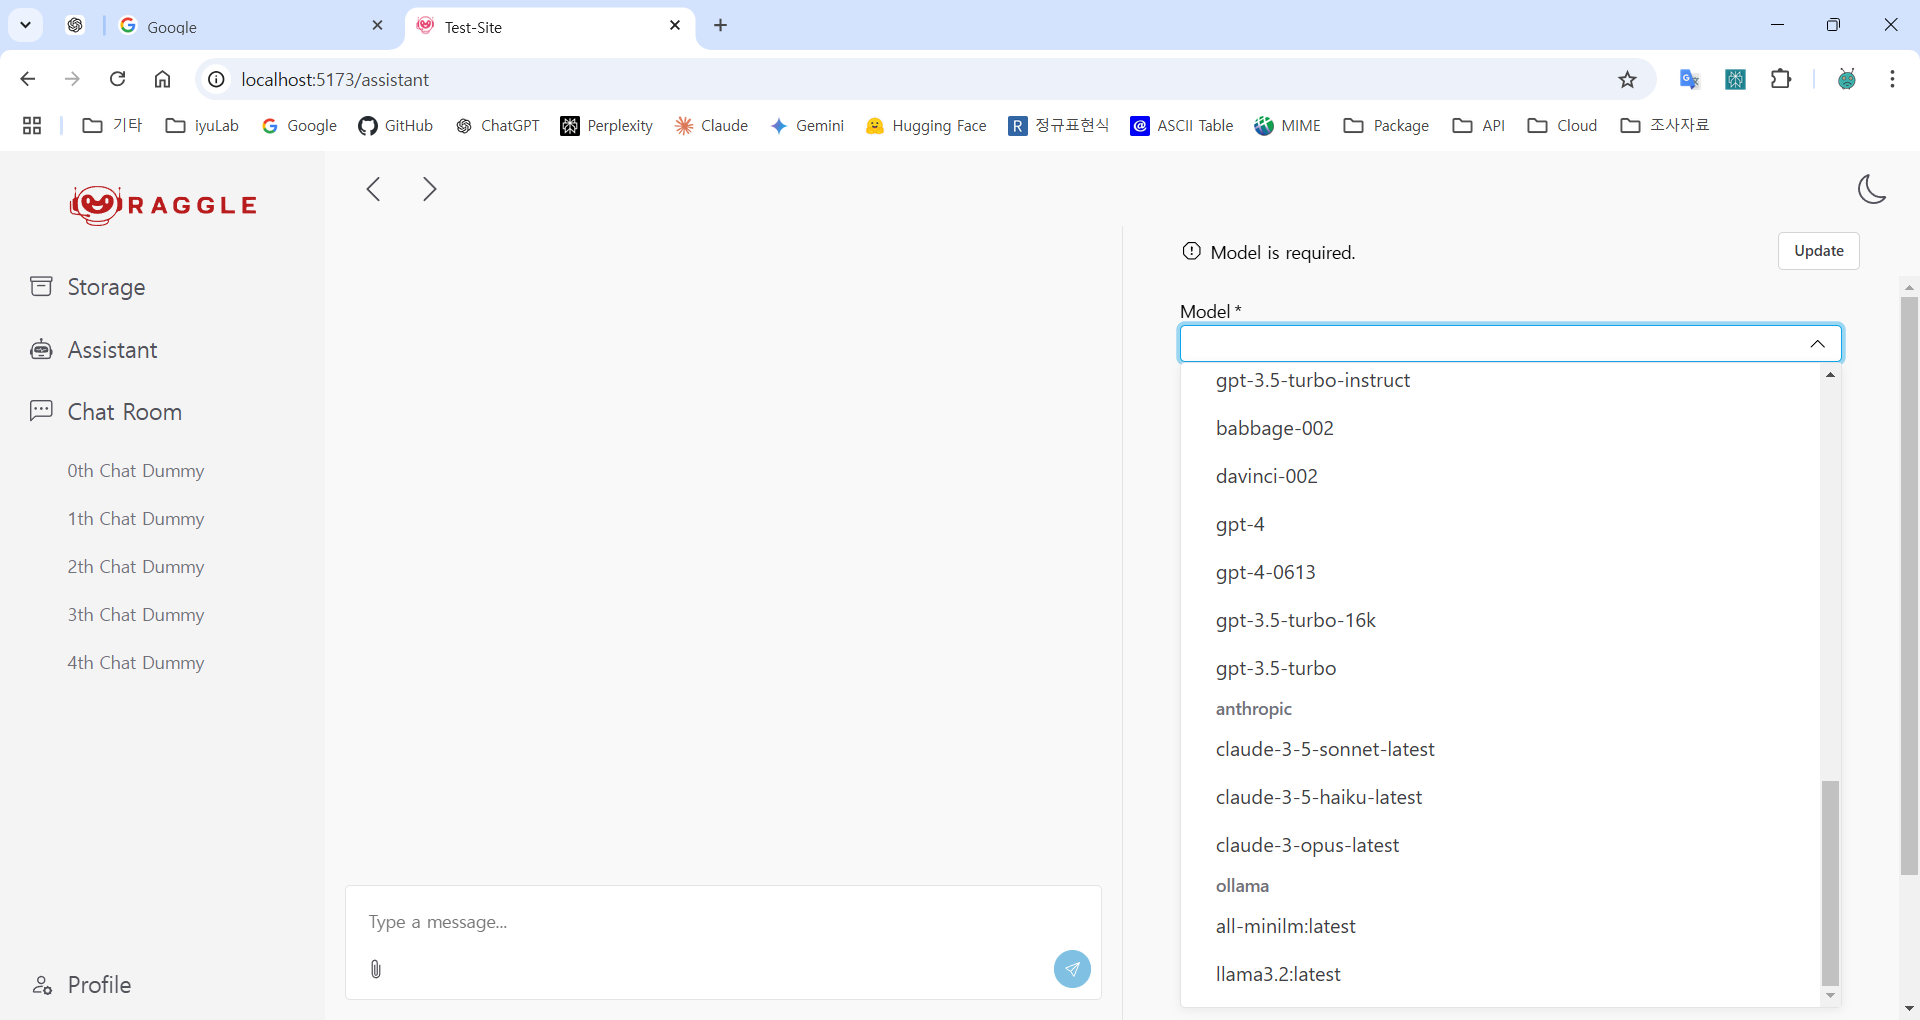 Google
Test-Site
localhost:5173/assistant
기타 iyuLab Google GitHub ChatGPT Perplexity Claude Gemini Hugging Face R 정규표현식 @ ASCII Table MIME Package API Cloud 조사자료
RAGGLE
Storage
Assistant
Chat Room
0th Chat Dummy
1th Chat Dummy
2th Chat Dummy
3th Chat Dummy
4th Chat Dummy
Profile
Type a message...
Model is required.
Update
Model *
gpt-3.5-turbo-instruct
babbage-002
davinci-002
gpt-4
gpt-4-0613
gpt-3.5-turbo-16k
gpt-3.5-turbo
anthropic
claude-3-5-sonnet-latest
claude-3-5-haiku-latest
claude-3-opus-latest
ollama
all-minilm:latest
llama3.2:latest